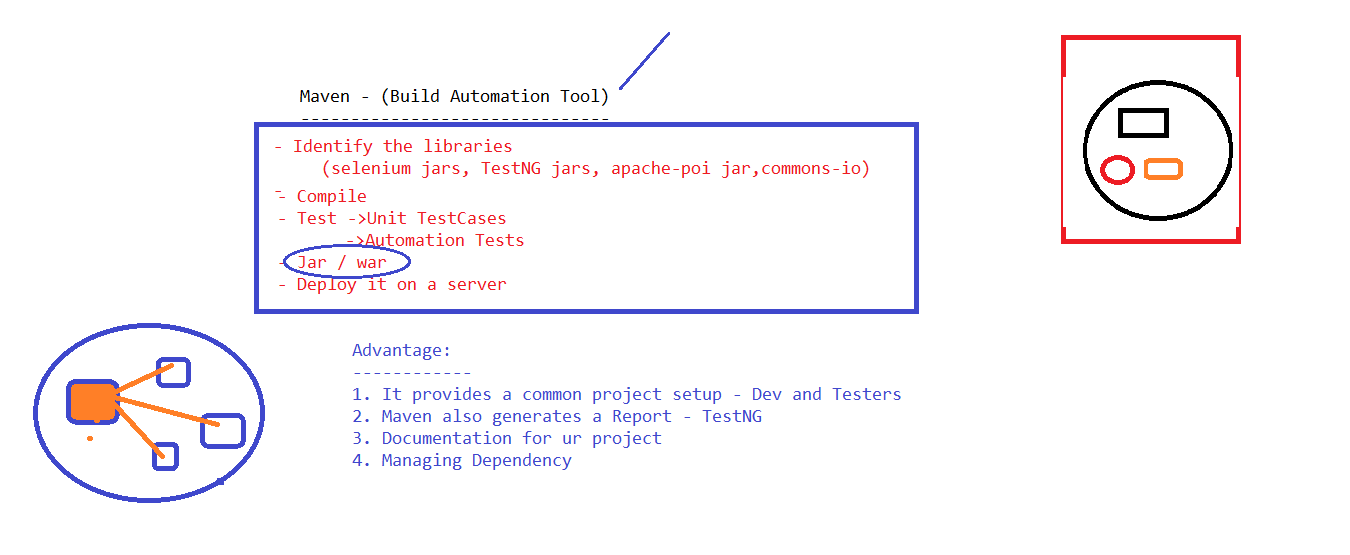 Maven - (Build Automation Tool)
-------------------------------
- Identify the libraries
(selenium jars, TestNG jars, apache-poi jar,commons-io)
-
- Compile
- Test ->Unit TestCases
->Automation Tests
- Jar / war
- Deploy it on a server
Advantage:
------------
1. It provides a common project setup - Dev and Testers
2. Maven also generates a Report - TestNG
3. Documentation for ur project
4. Managing Dependency